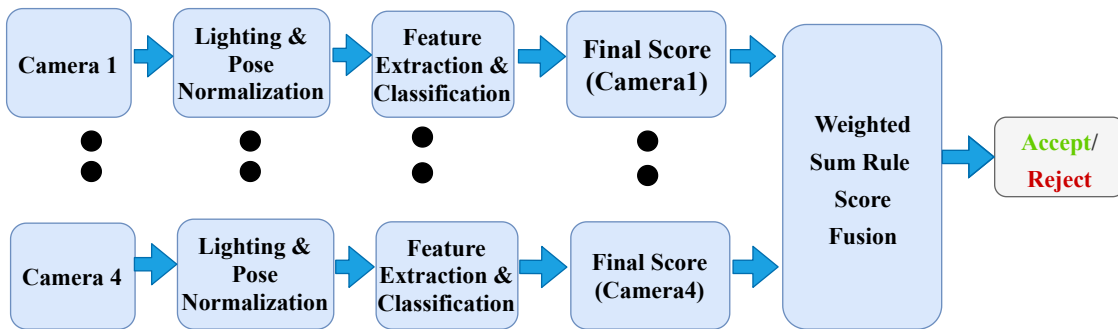 Camera 1
Lighting &
Pose
Normalization
Feature
Extraction &
Classification
Final Score
(Camera1)
Weighted
Sum Rule
Score
Fusion
Accept/
Reject
Camera 4
Lighting &
Pose
Normalization
Feature
Extraction &
Classification
Final Score
(Camera4)